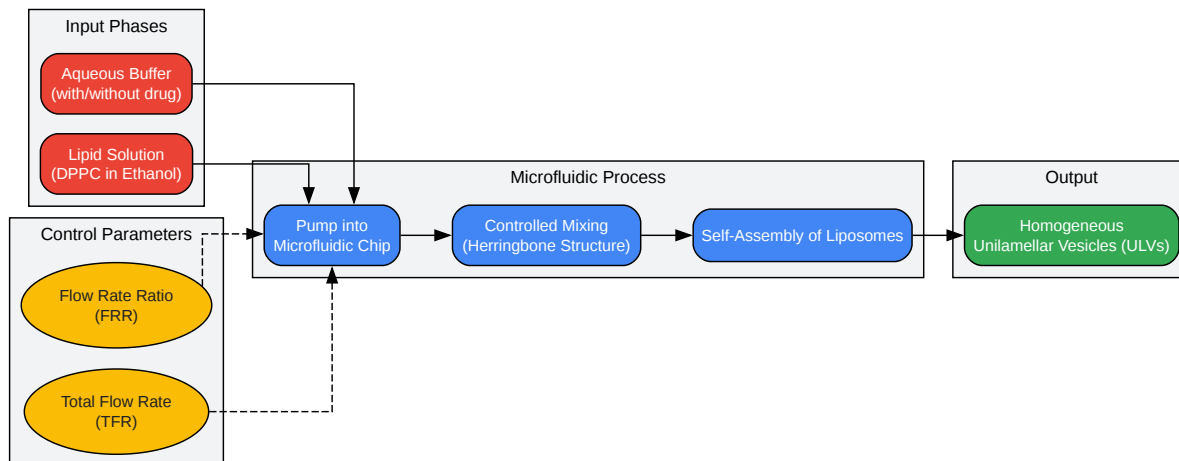 Input Phases
Aqueous Buffer
(with/without drug)
Lipid Solution
(DPPC in Ethanol)
Control Parameters
Flow Rate Ratio
(FRR)
Total Flow Rate
(TFR)
Microfluidic Process
Pump into
Microfluidic Chip
Controlled Mixing
(Herringbone Structure)
Self-Assembly of Liposomes
Output
Homogeneous
Unilamellar Vesicles (ULVs)